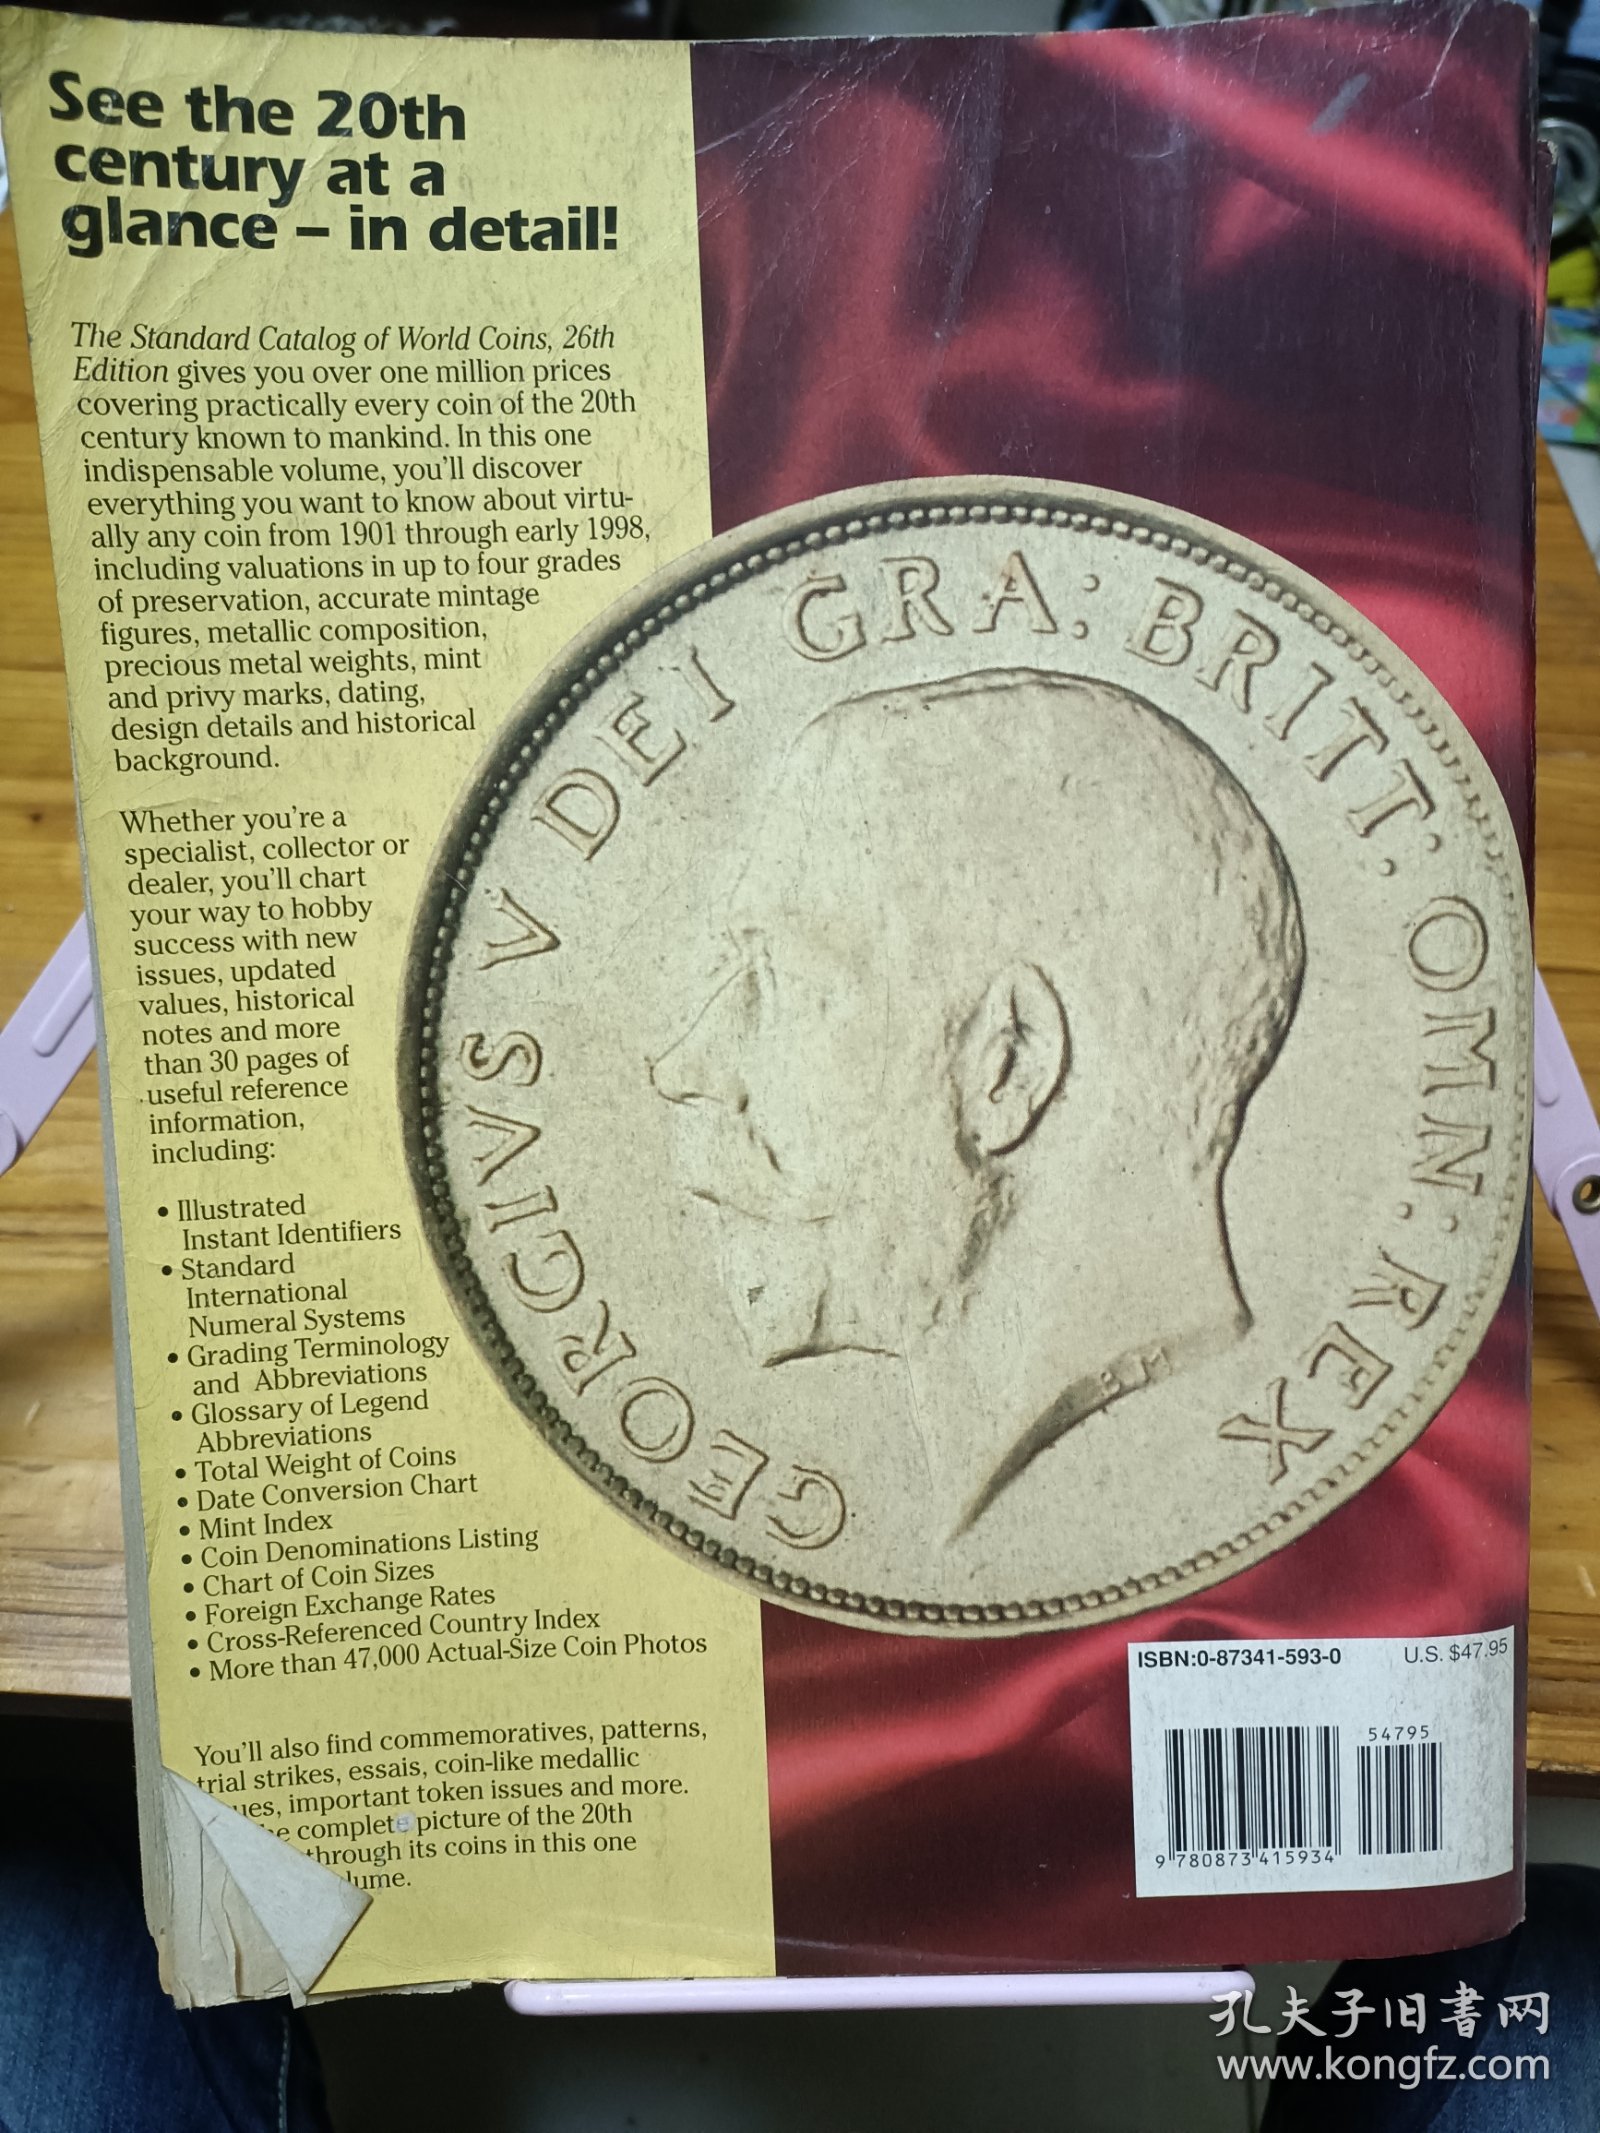 See the 20th
century at a
glance – in detail!
The Standard Catalog of World Coins, 26th
Edition gives you over one million prices
covering practically every coin of the 20th
century known to mankind. In this one
indispensable volume, you'll discover
everything you want to know about virtu-
ally any coin from 1901 through early 1998,
including valuations in up to four grades
of preservation, accurate mintage
figures, metallic composition,
precious metal weights, mint
and privy marks, dating,
design details and historical
background.
Whether you're a
specialist, collector or
dealer, you'll chart
your way to hobby
success with new
issues, updated
values, historical
notes and more
than 30 pages of
useful reference
information,
including:
• Illustrated
Instant Identifiers
• Standard
International
Numeral Systems
• Grading Terminology
and Abbreviations
• Glossary of Legend
Abbreviations
• Total Weight of Coins
• Date Conversion Chart
• Mint Index
• Coin Denominations Listing
• Chart of Coin Sizes
• Foreign Exchange Rates
• Cross-Referenced Country Index
• More than 47,000 Actual-Size Coin Photos
You'll also find commemoratives, patterns,
trial strikes, essais, coin-like medallic
important token issues and more.
complete picture of the 20th
through its coins in this one
GEORGIVS V DEI GRA: BRITT: OMN: REX
B M
ISBN:0-87341-593-0 U.S. $47.95
54795
9 780873 415934
孔夫子旧书网
www.kongfz.com